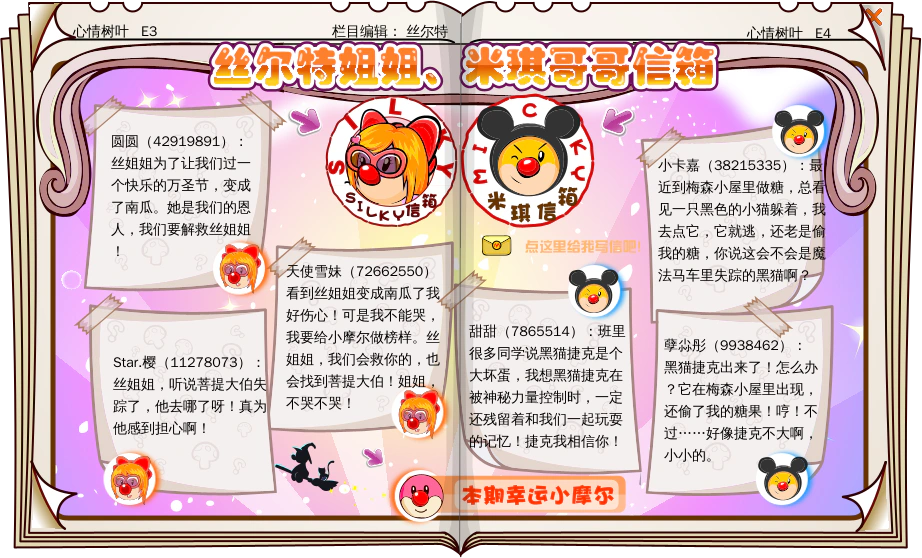 心情树叶 E3
栏目编辑： 丝尔特
心情树叶 E4
丝尔特姐姐、米琪哥哥信箱
圆圆（42919891）：
丝姐姐为了让我们过一
个快乐的万圣节，变成
了南瓜。她是我们的恩
人，我们要解救丝姐姐
！
Star.樱（11278073）：
丝姐姐，听说菩提大伯失
踪了，他去哪了呀！真为
他感到担心啊！
SILKY
SILKY信箱
天使雪妹（72662550）
看到丝姐姐变成南瓜了我
好伤心！可是我不能哭，
我要给小摩尔做榜样。丝
姐姐，我们会救你的，也
会找到菩提大伯！姐姐，
不哭不哭！
MICKY
米琪信箱
点这里给我写信吧！
甜甜（7865514）：班里
很多同学说黑猫捷克是个
大坏蛋，我想黑猫捷克在
被神秘力量控制时，一定
还残留着和我们一起玩耍
的记忆！捷克我相信你！
小卡嘉（38215335）：最
近到梅森小屋里做糖，总看
见一只黑色的小猫躲着，我
去点它，它就逃，还老是偷
我的糖，你说这会不会是魔
法马车里失踪的黑猫啊？
孽尛彤（9938462）：
黑猫捷克出来了！怎么办
？它在梅森小屋里出现，
还偷了我的糖果！哼！不
过……好像捷克不大啊，
小小的。
本期幸运小摩尔